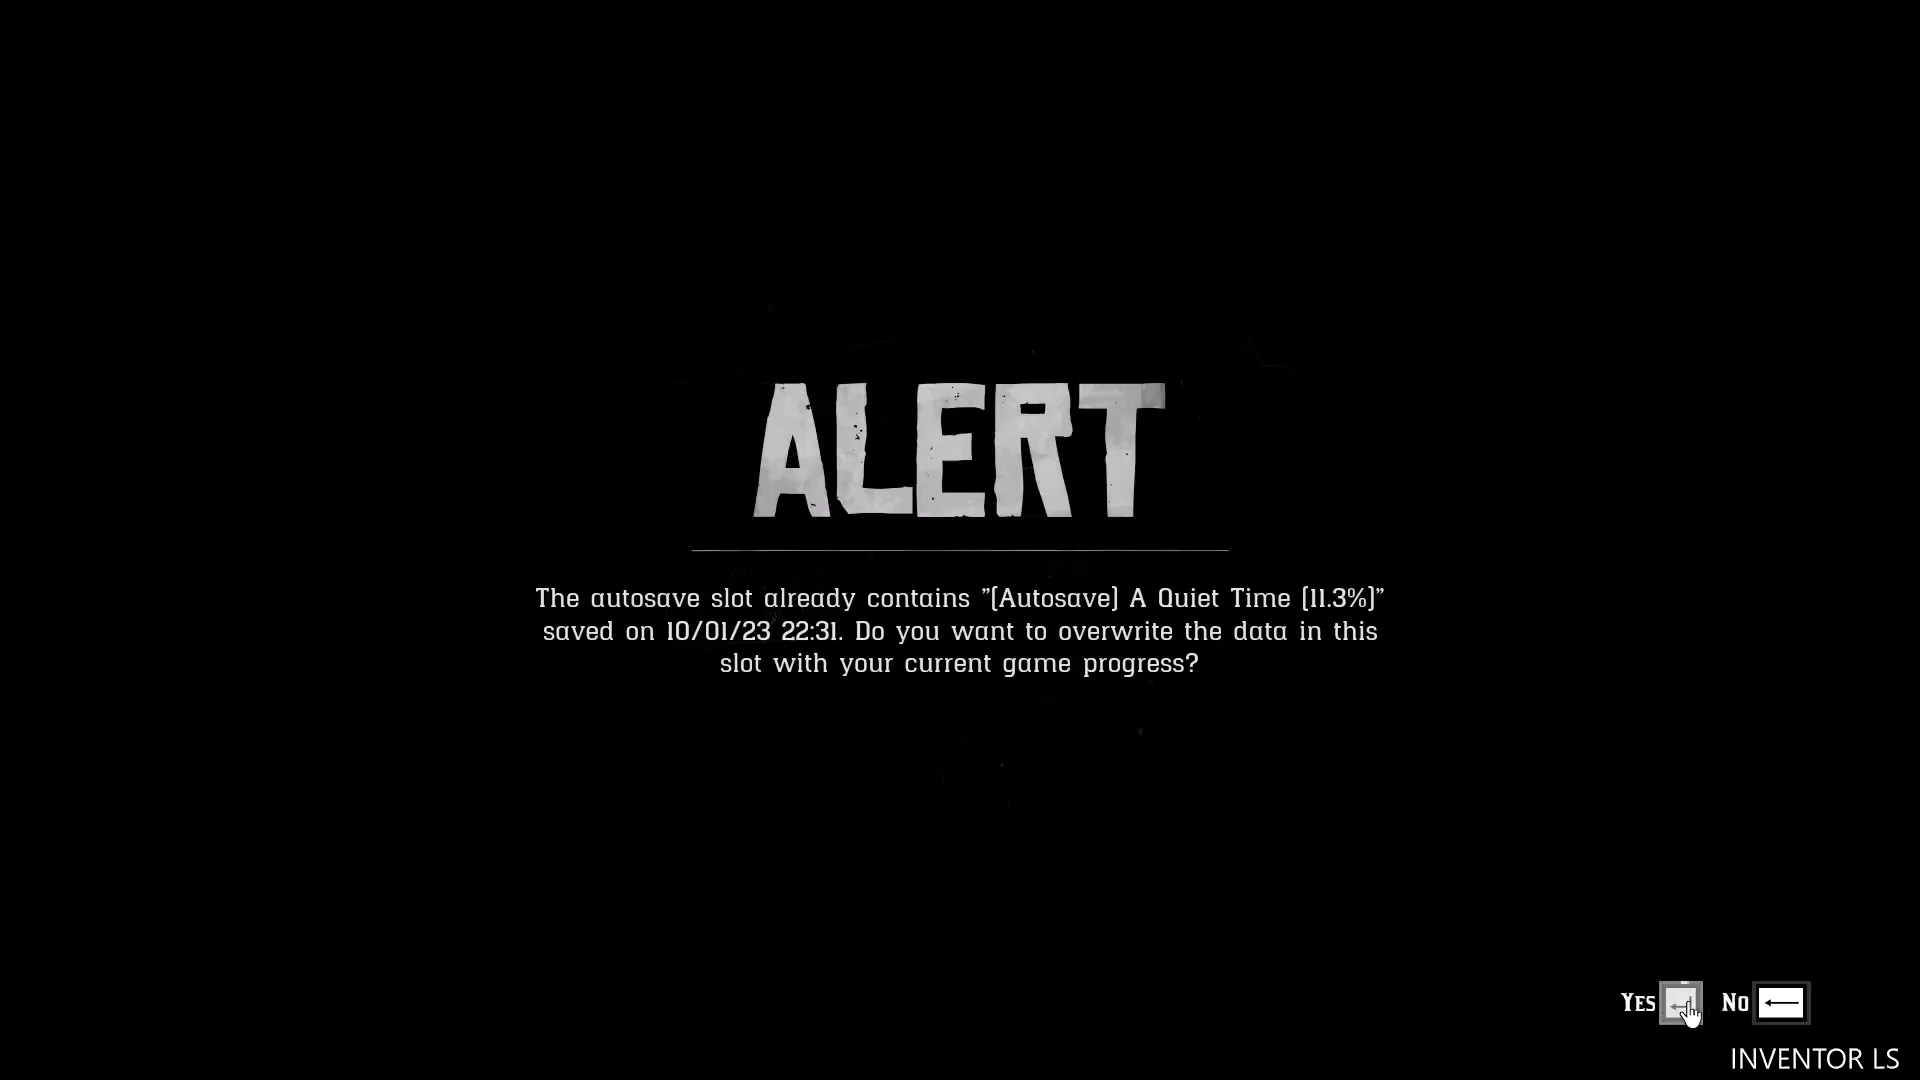 ALERT
The autosave slot already contains "[Autosave] A Quiet Time [11.3%]"
saved on 10/01/23 22:31. Do you want to overwrite the data in this
slot with your current game progress?
YES NO
INVENTOR LS